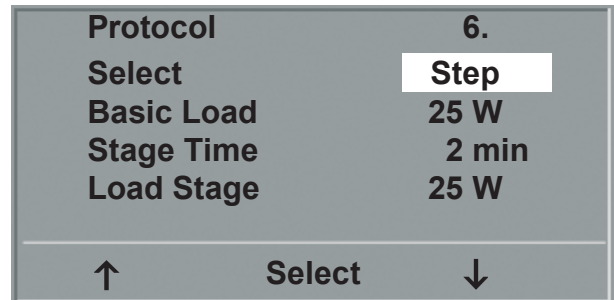 Protocol 6.
Select Step
Basic Load 25 W
Stage Time 2 min
Load Stage 25 W
↑ Select ↓